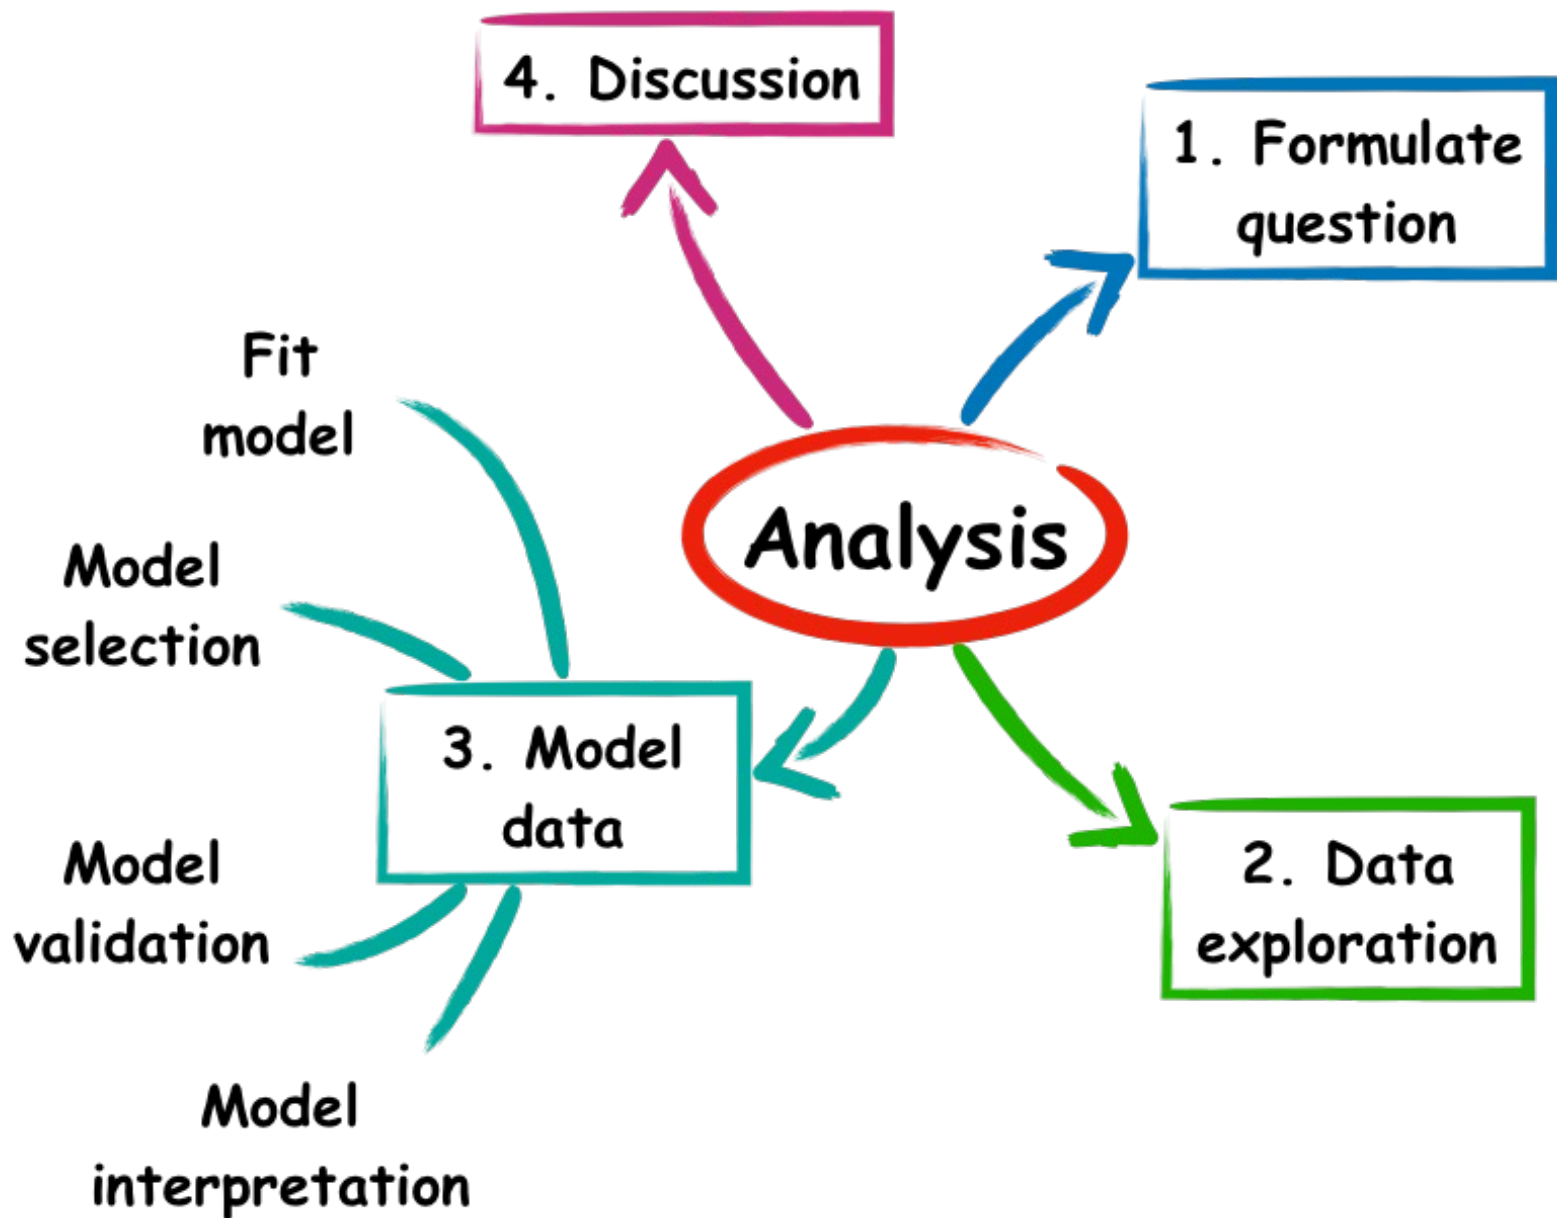 4. Discussion
1. Formulate
question
Fit
model
Analysis
Model
selection
3. Model
data
Model
validation
2. Data
exploration
Model
interpretation